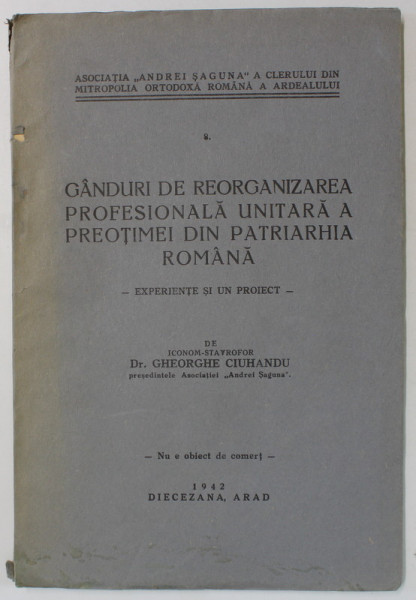 ASOCIAȚIA „ANDREI ȘAGUNA" A CLERULUI DIN
MITROPOLIA ORTODOXĂ ROMÂNĂ A ARDEALULUI
8.
GÂNDURI DE REORGANIZAREA
PROFESIONALĂ UNITARĂ A
PREOȚIMEI DIN PATRIARHIA
ROMÂNĂ
— EXPERIENȚE ȘI UN PROIECT —
DE
ICONOM-STAVROFOR
Dr. GHEORGHE CIUHANDU
președintele Asociației „Andrei Șaguna".
— Nu e obiect de comerț —
1942
DIECEZANA, ARAD